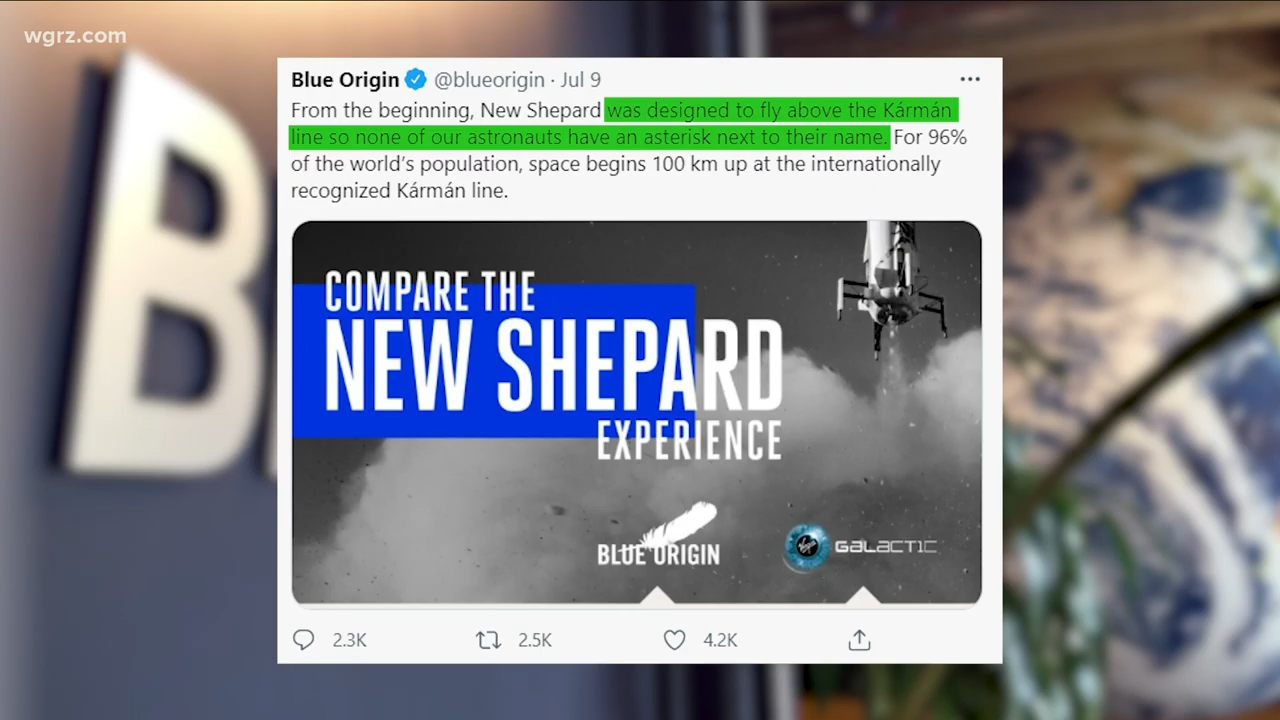 wgrz.com
B
Blue Origin @blueorigin · Jul 9
From the beginning, New Shepard was designed to fly above the Kármán
line so none of our astronauts have an asterisk next to their name. For 96%
of the world's population, space begins 100 km up at the internationally
recognized Kármán line.
COMPARE THE
NEW SHEPARD
EXPERIENCE
BLUE ORIGIN
Virgin GALACTIC
2.3K 2.5K 4.2K